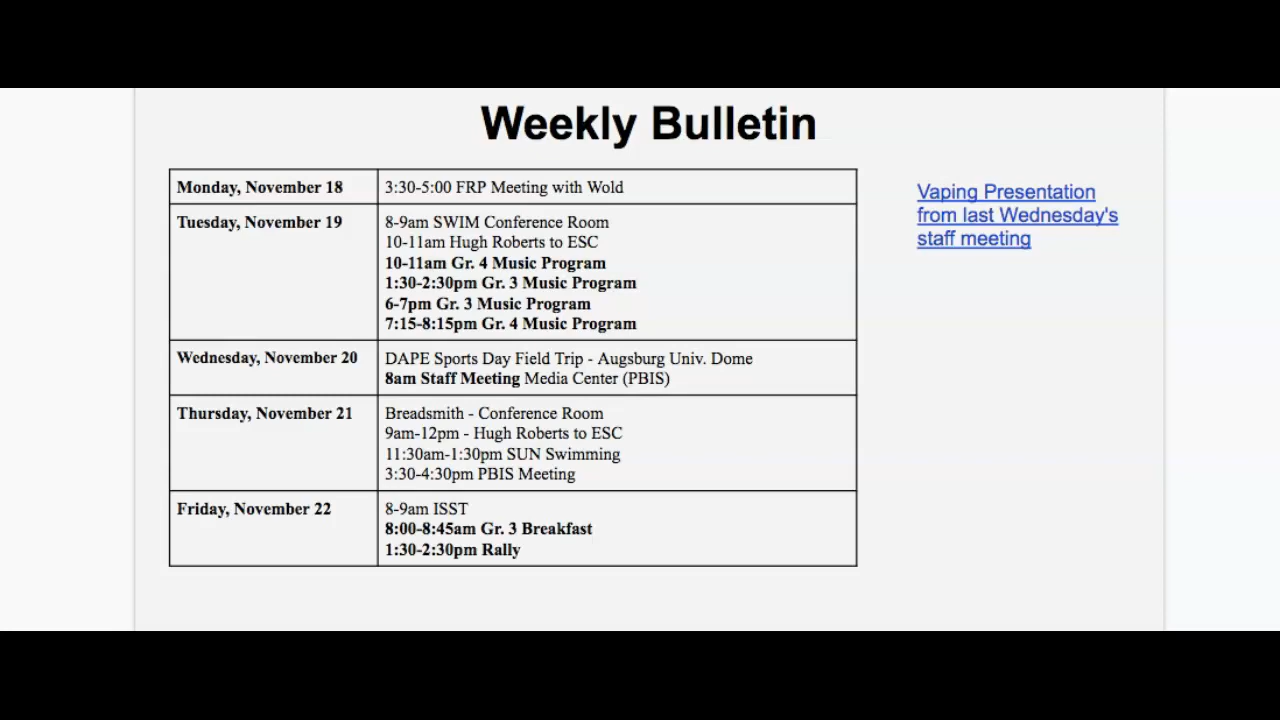 Weekly Bulletin
Monday, November 18
3:30-5:00 FRP Meeting with Wold
Tuesday, November 19
8-9am SWIM Conference Room
10-11am Hugh Roberts to ESC
10-11am Gr. 4 Music Program
1:30-2:30pm Gr. 3 Music Program
6-7pm Gr. 3 Music Program
7:15-8:15pm Gr. 4 Music Program
Wednesday, November 20
DAPE Sports Day Field Trip - Augsburg Univ. Dome
8am Staff Meeting Media Center (PBIS)
Thursday, November 21
Breadsmith - Conference Room
9am-12pm - Hugh Roberts to ESC
11:30am-1:30pm SUN Swimming
3:30-4:30pm PBIS Meeting
Friday, November 22
8-9am ISST
8:00-8:45am Gr. 3 Breakfast
1:30-2:30pm Rally
Vaping Presentation
from last Wednesday's
staff meeting